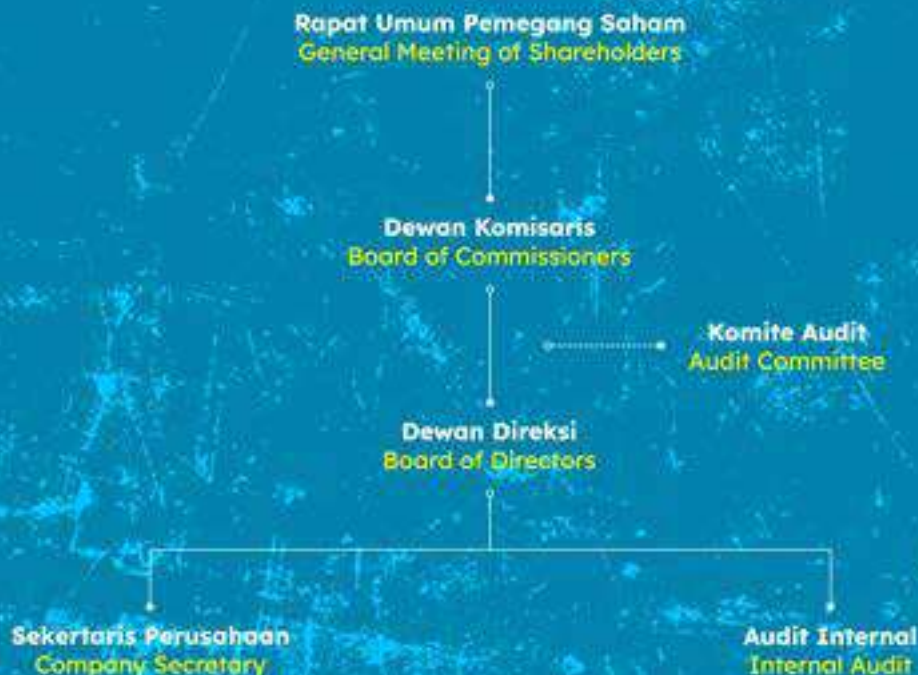 Rapat Umum Pemegang Saham
General Meeting of Shareholders
Dewan Komisaris
Board of Commissioners
Komite Audit
Audit Committee
Dewan Direksi
Board of Directors
Sekertaris Perusahaan
Company Secretary
Audit Internal
Internal Audit